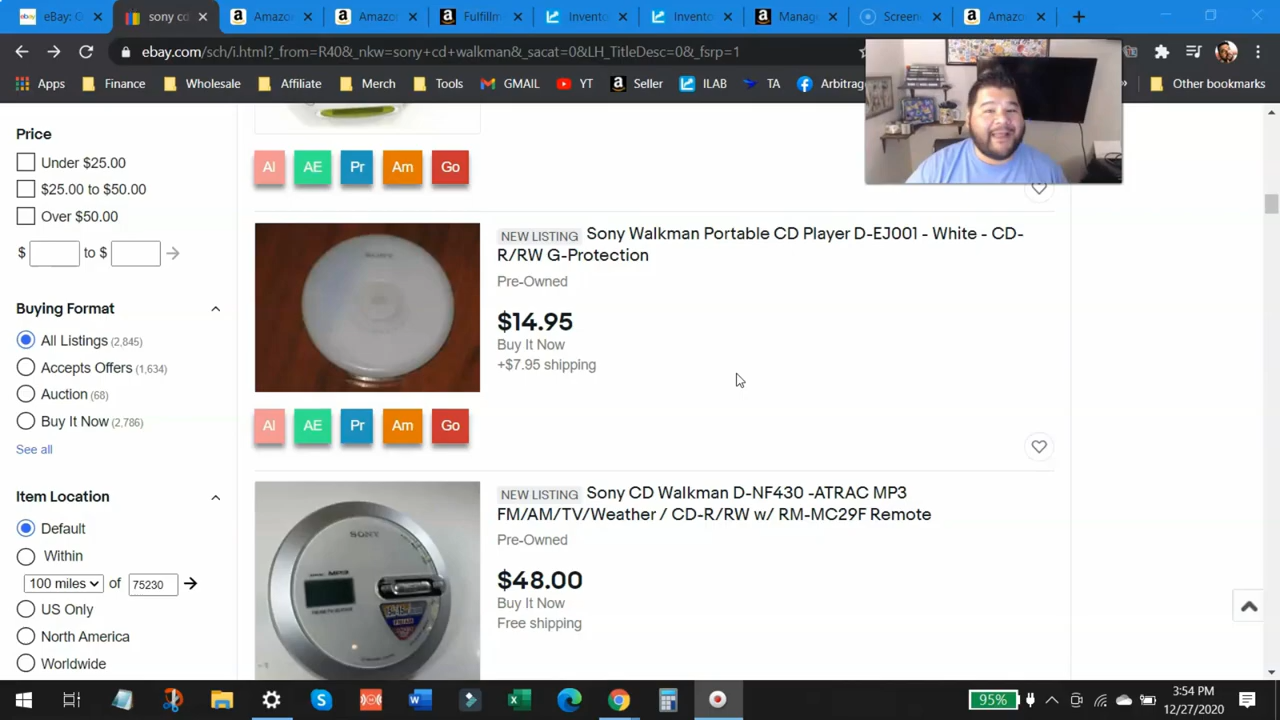 eBay: G
sony cd
Amazo
Amazo
Fulfillm
Invento
Invento
Manag
Screen
Amazo
ebay.com/sch/i.html?_from=R40&_nkw=sony+cd+walkman&_sacat=0&LH_TitleDesc=0&_fsrp=1
Apps
Finance
Wholesale
Affiliate
Merch
Tools
GMAIL
YT
Seller
ILAB
TA
Arbitrag
Other bookmarks
Price
Under $25.00
$25.00 to $50.00
Over $50.00
$ to $
Buying Format
All Listings (2,845)
Accepts Offers (1,634)
Auction (68)
Buy It Now (2,786)
See all
Item Location
Default
Within
100 miles of 75230
US Only
North America
Worldwide
AI AE Pr Am Go
NEW LISTING Sony Walkman Portable CD Player D-EJ001 - White - CD-
R/RW G-Protection
Pre-Owned
$14.95
Buy It Now
+$7.95 shipping
AI AE Pr Am Go
NEW LISTING Sony CD Walkman D-NF430 -ATRAC MP3
FM/AM/TV/Weather / CD-R/RW w/ RM-MC29F Remote
Pre-Owned
$48.00
Buy It Now
Free shipping
SONY
95%
3:54 PM
12/27/2020